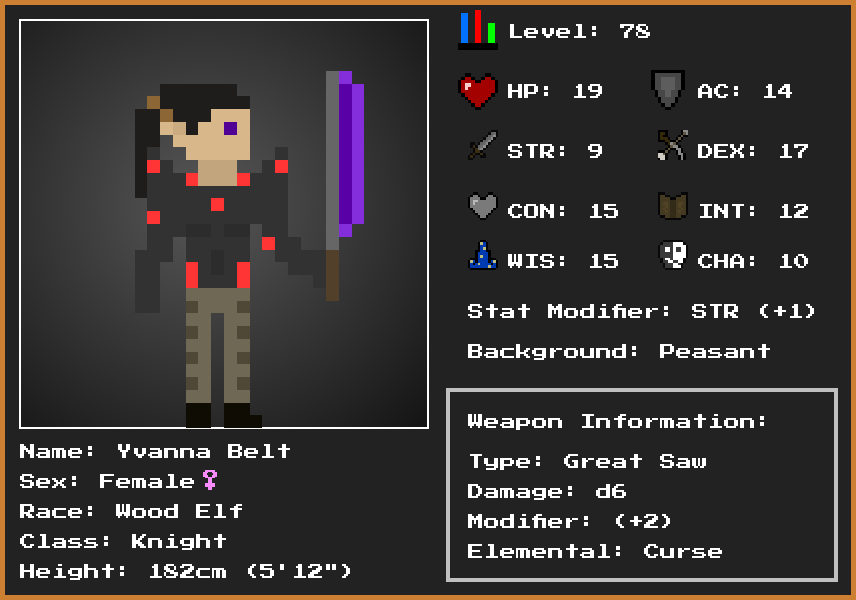 Level: 78
HP: 19
AC: 14
STR: 9
DEX: 17
CON: 15
INT: 12
WIS: 15
CHA: 10
Stat Modifier: STR (+1)
Background: Peasant
Weapon Information:
Type: Great Saw
Damage: d6
Modifier: (+2)
Elemental: Curse
Name: Yvanna Belt
Sex: Female♀
Race: Wood Elf
Class: Knight
Height: 182cm (5'12")